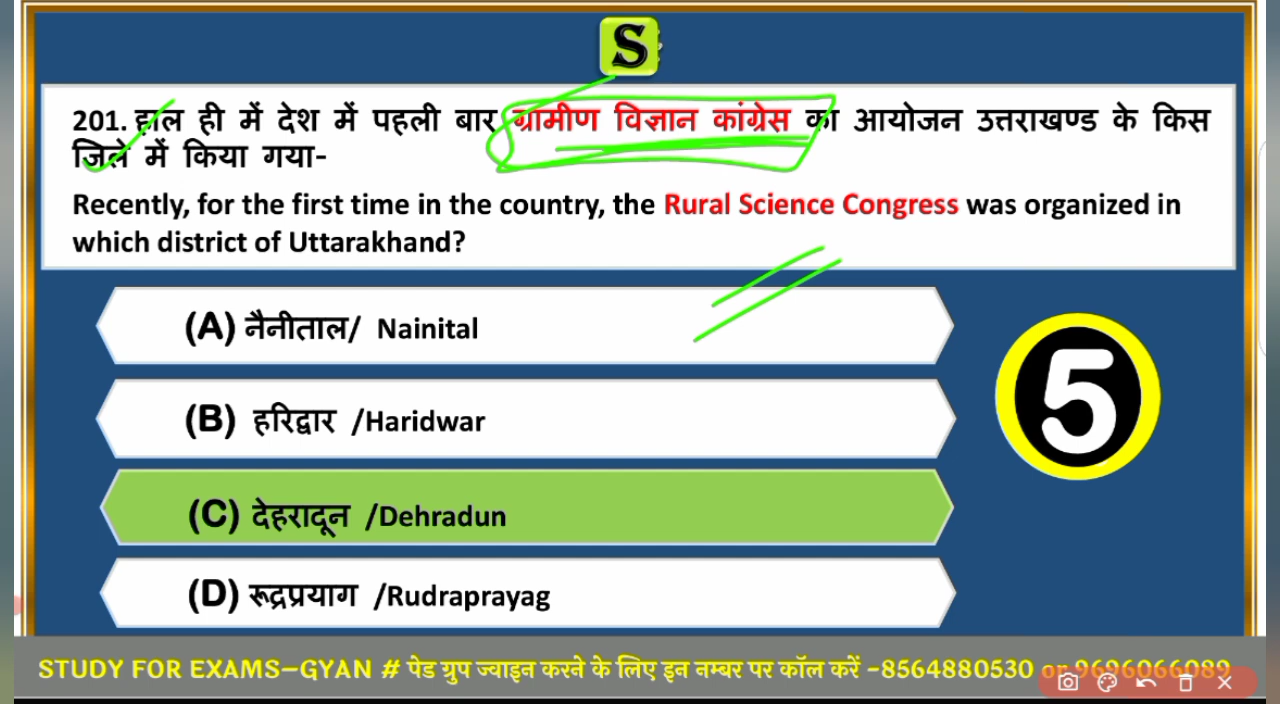 S
201. हाल ही में देश में पहली बार ग्रामीण विज्ञान कांग्रेस का आयोजन उत्तराखण्ड के किस
जिले में किया गया-
Recently, for the first time in the country, the Rural Science Congress was organized in
which district of Uttarakhand?
(A) नैनीताल/ Nainital
(B) हरिद्वार /Haridwar
5
(C) देहरादून /Dehradun
(D) रूद्रप्रयाग /Rudraprayag
STUDY FOR EXAMS–GYAN # पेड ग्रुप ज्वाइन करने के लिए इन नम्बर पर कॉल करें –8564880530 or 9696066089